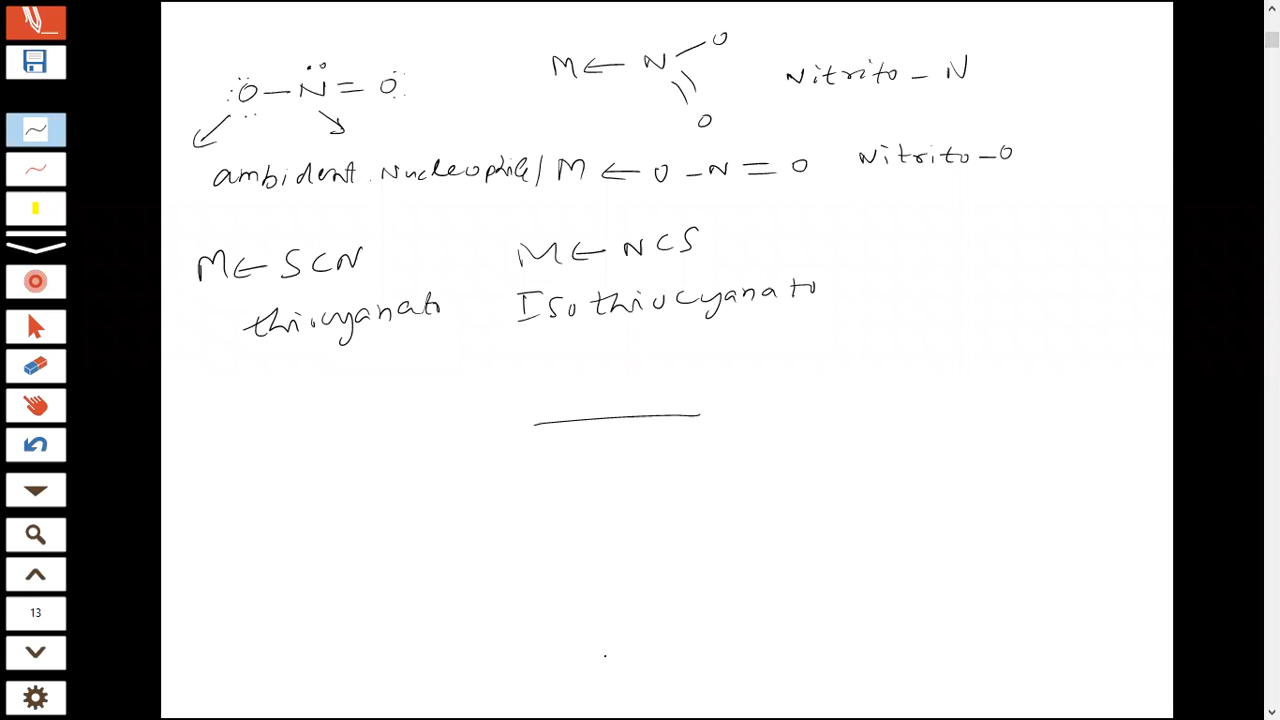 :Ö – N̈ = Ö:
M ← N – O
O
Nitrito – N
ambident Nucleophile/
M ← O – N = O
Nitrito – O
M ← SCN
M ← NCS
thiocyanato
Isothiocyanato
13